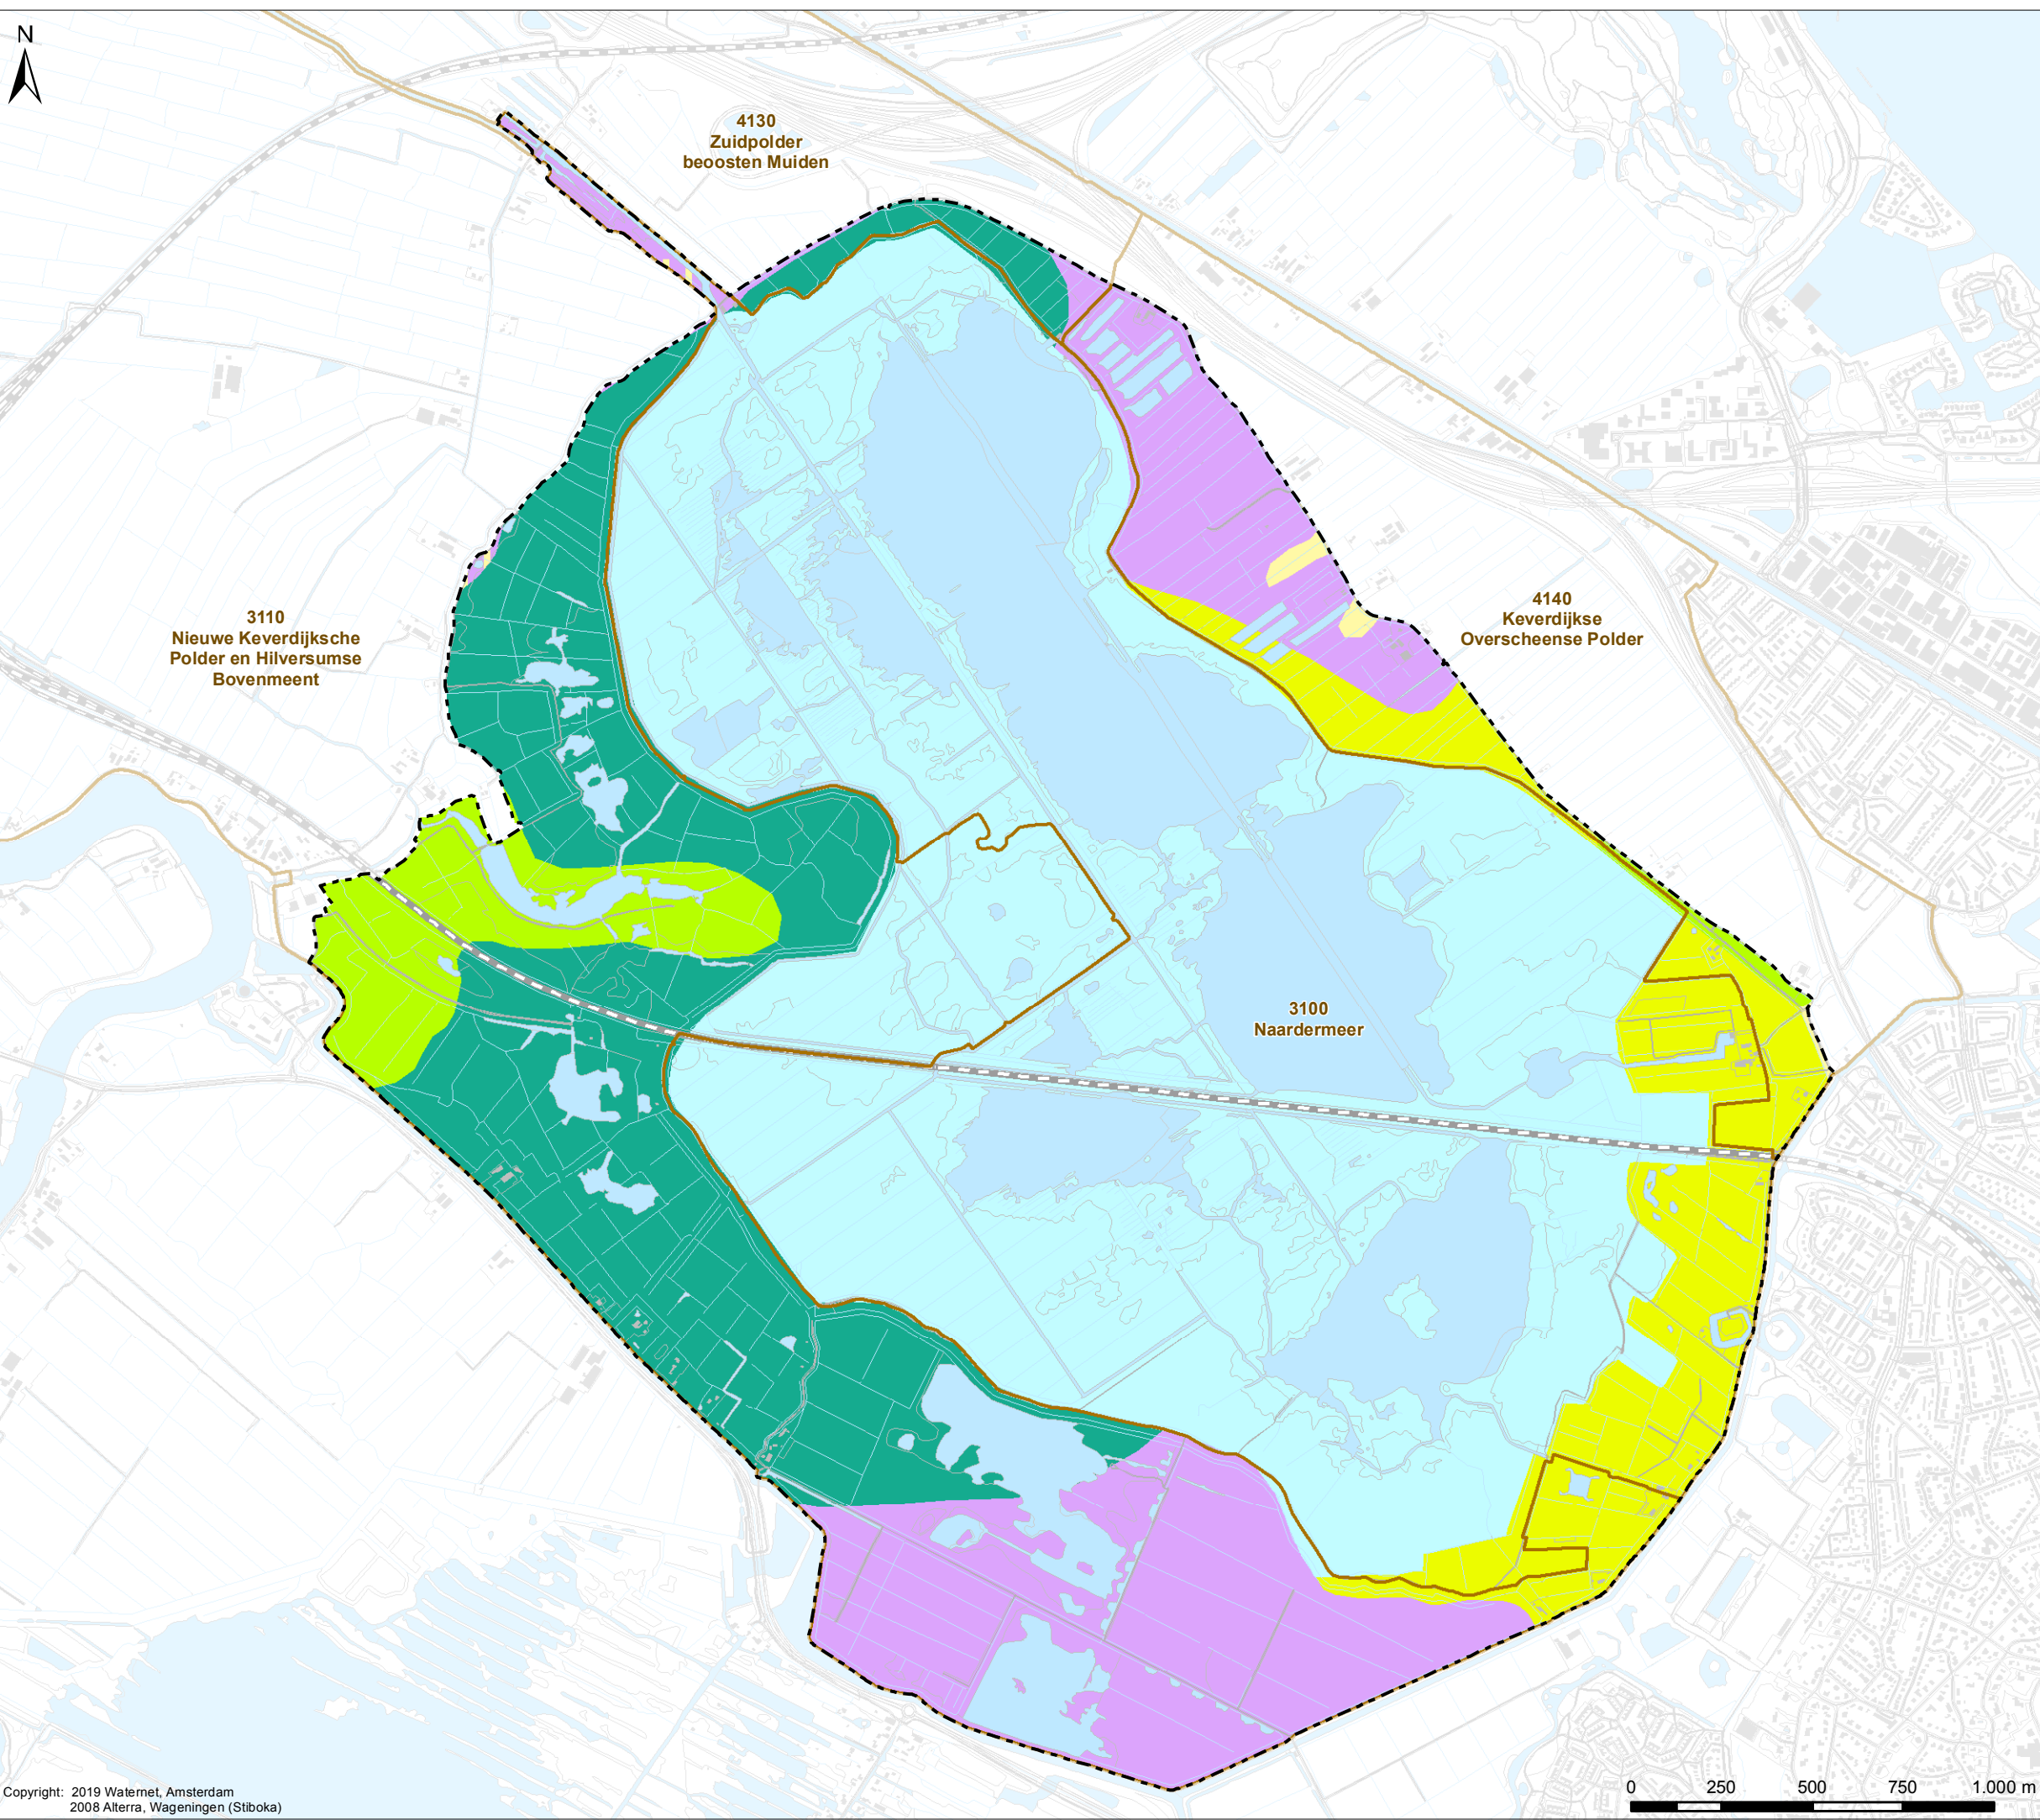 N
4130
Zuidpolder
beoosten Muiden
3110
Nieuwe Keverdijksche
Polder en Hilversumse
Bovenmeent
4140
Keverdijkse
Overscheense Polder
3100
Naardermeer
Copyright: 2019 Waternet, Amsterdam
2008 Alterra, Wageningen (Stiboka)
0 250 500 750 1.000 m